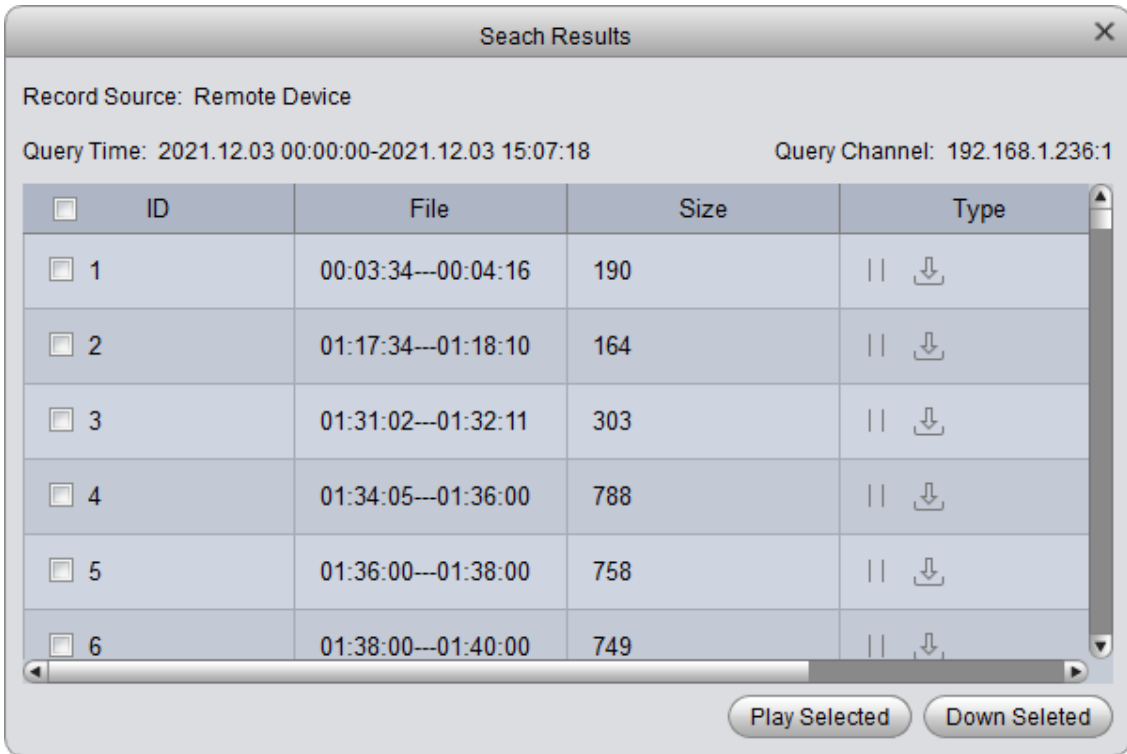 Seach Results
Record Source: Remote Device
Query Time: 2021.12.03 00:00:00-2021.12.03 15:07:18 Query Channel: 192.168.1.236:1
ID File Size Type
1 00:03:34---00:04:16 190
2 01:17:34---01:18:10 164
3 01:31:02---01:32:11 303
4 01:34:05---01:36:00 788
5 01:36:00---01:38:00 758
6 01:38:00---01:40:00 749
Play Selected Down Seleted